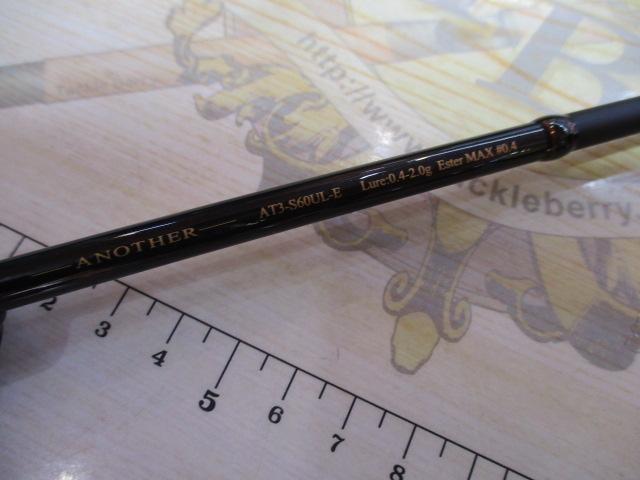 ANOTHER AT3-S60UL-E Lure:0.4-2.0g Ester MAX #0.4
http://www.
ckleberry.
2 3 4 5 6 7 8